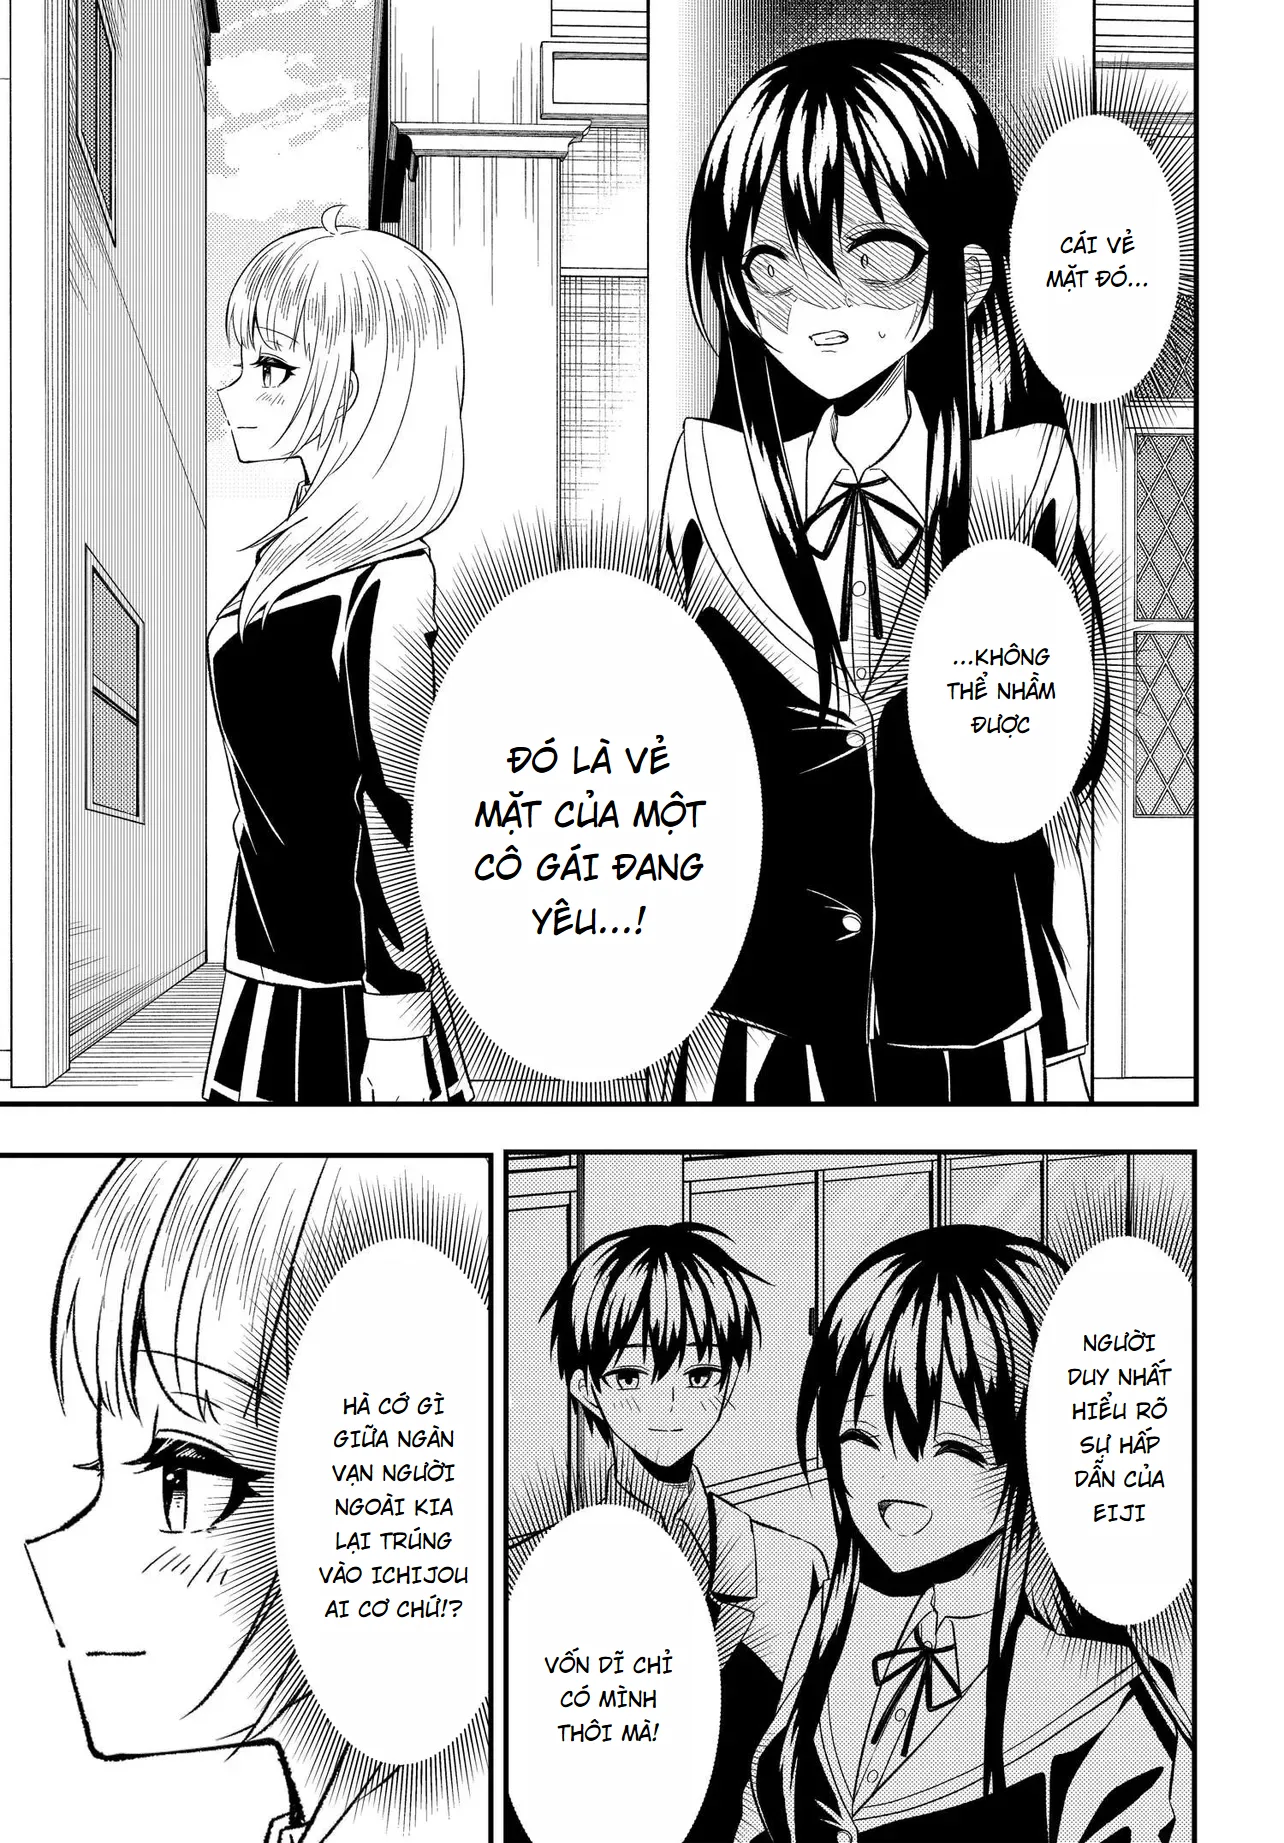 CÁI VẺ
MẶT ĐÓ...
...KHÔNG
THỂ NHẦM
ĐƯỢC
ĐÓ LÀ VẺ
MẶT CỦA MỘT
CÔ GÁI ĐANG
YÊU...!
NGƯỜI
DUY NHẤT
HIỂU RÕ
SỰ HẤP
DẪN CỦA
EIJI
VỐN DĨ CHỈ
CÓ MÌNH
THÔI MÀ!
HÀ CỚ GÌ
GIỮA NGÀN
VẠN NGƯỜI
NGOÀI KIA
LẠI TRÚNG
VÀO ICHIJOU
AI CƠ CHỨ!?